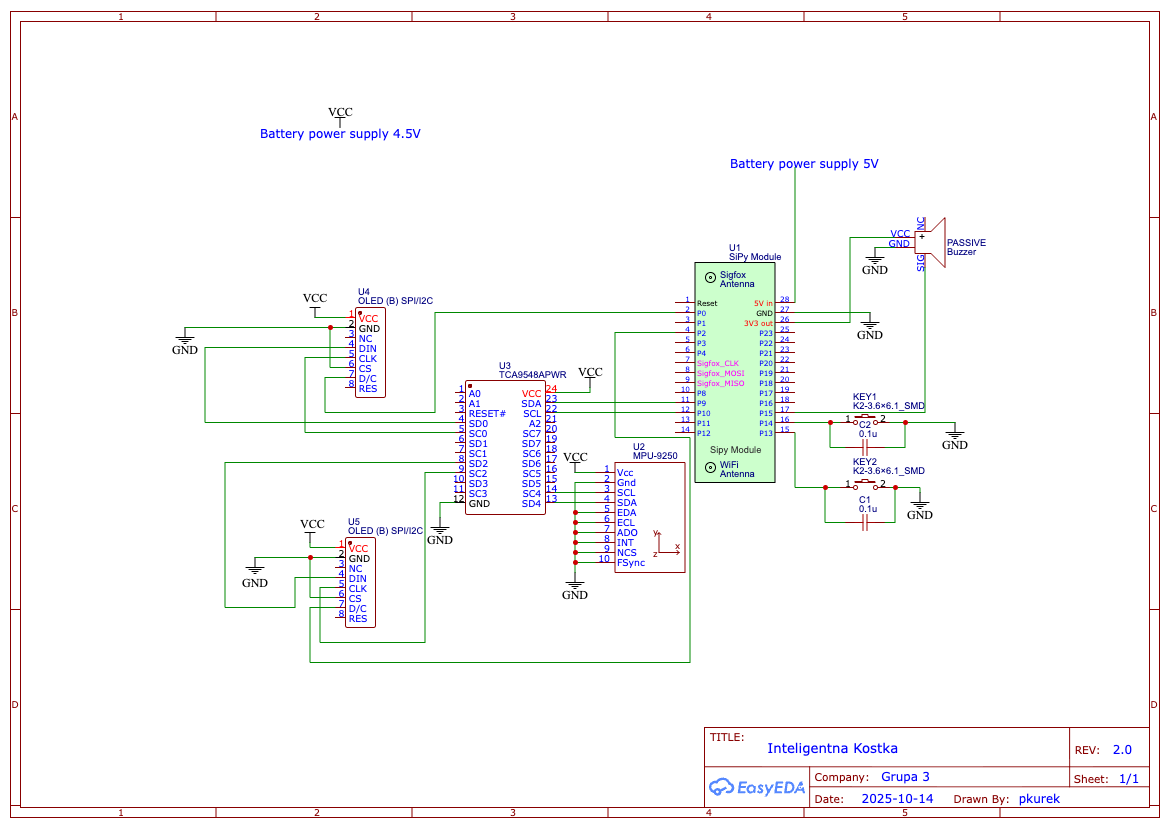 1 2 3 4 5
A A
B B
C C
D D
VCC
Battery power supply 4.5V
Battery power supply 5V
NC
VCC
GND
+
SIG
PASSIVE
Buzzer
GND
GND
U1
SiPy Module
Sigfox
Antenna
1 Reset
2 P0
3 P1
4 P2
5 P3
6 P4
7 Sigfox_CLK
8 Sigfox_MOSI
9 Sigfox_MISO
10 P8
11 P9
12 P10
13 P11
14 P12
5V in 28
GND 27
3V3 out 26
P23 25
P22 24
P21 23
P20 22
P19 21
P18 20
P17 19
P16 18
P15 17
P14 16
P13 15
Sipy Module
WiFi
Antenna
VCC
U4
OLED (B) SPI/I2C
1 VCC
2 GND
3 NC
4 DIN
5 CLK
6 CS
7 D/C
8 RES
GND
U3
TCA9548APWR
VCC
1 A0
2 A1
3 RESET#
4 SD0
5 SC0
6 SD1
7 SC1
8 SD2
9 SC2
10 SD3
11 SC3
12 GND
VCC 24
SDA 23
SCL 22
A2 21
SC7 20
SD7 19
SC6 18
SD6 17
SC5 16
SD5 15
SC4 14
SD4 13
GND
U2
MPU-9250
VCC
1 Vcc
2 Gnd
3 SCL
4 SDA
5 EDA
6 ECL
7 ADO
8 INT
9 NCS
10 FSync
y
z x
GND
KEY1
K2-3.6×6.1_SMD
1 2
C2
0.1u
GND
KEY2
K2-3.6×6.1_SMD
1 2
C1
0.1u
GND
VCC
U5
OLED (B) SPI/I2C
1 VCC
2 GND
3 NC
4 DIN
5 CLK
6 CS
7 D/C
8 RES
GND
TITLE:
Inteligentna Kostka
REV: 2.0
EasyEDA
Company: Grupa 3
Sheet: 1/1
Date: 2025-10-14 Drawn By: pkurek
1 2 3 4 5